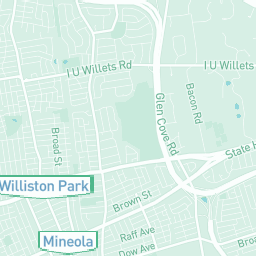 I U Willets Rd
I U Willets
Bacon Rd
Glen Cove Rd
Broad St
State H
Williston Park
Brown St
Mineola
Raff Ave
Dow Ave
Broa